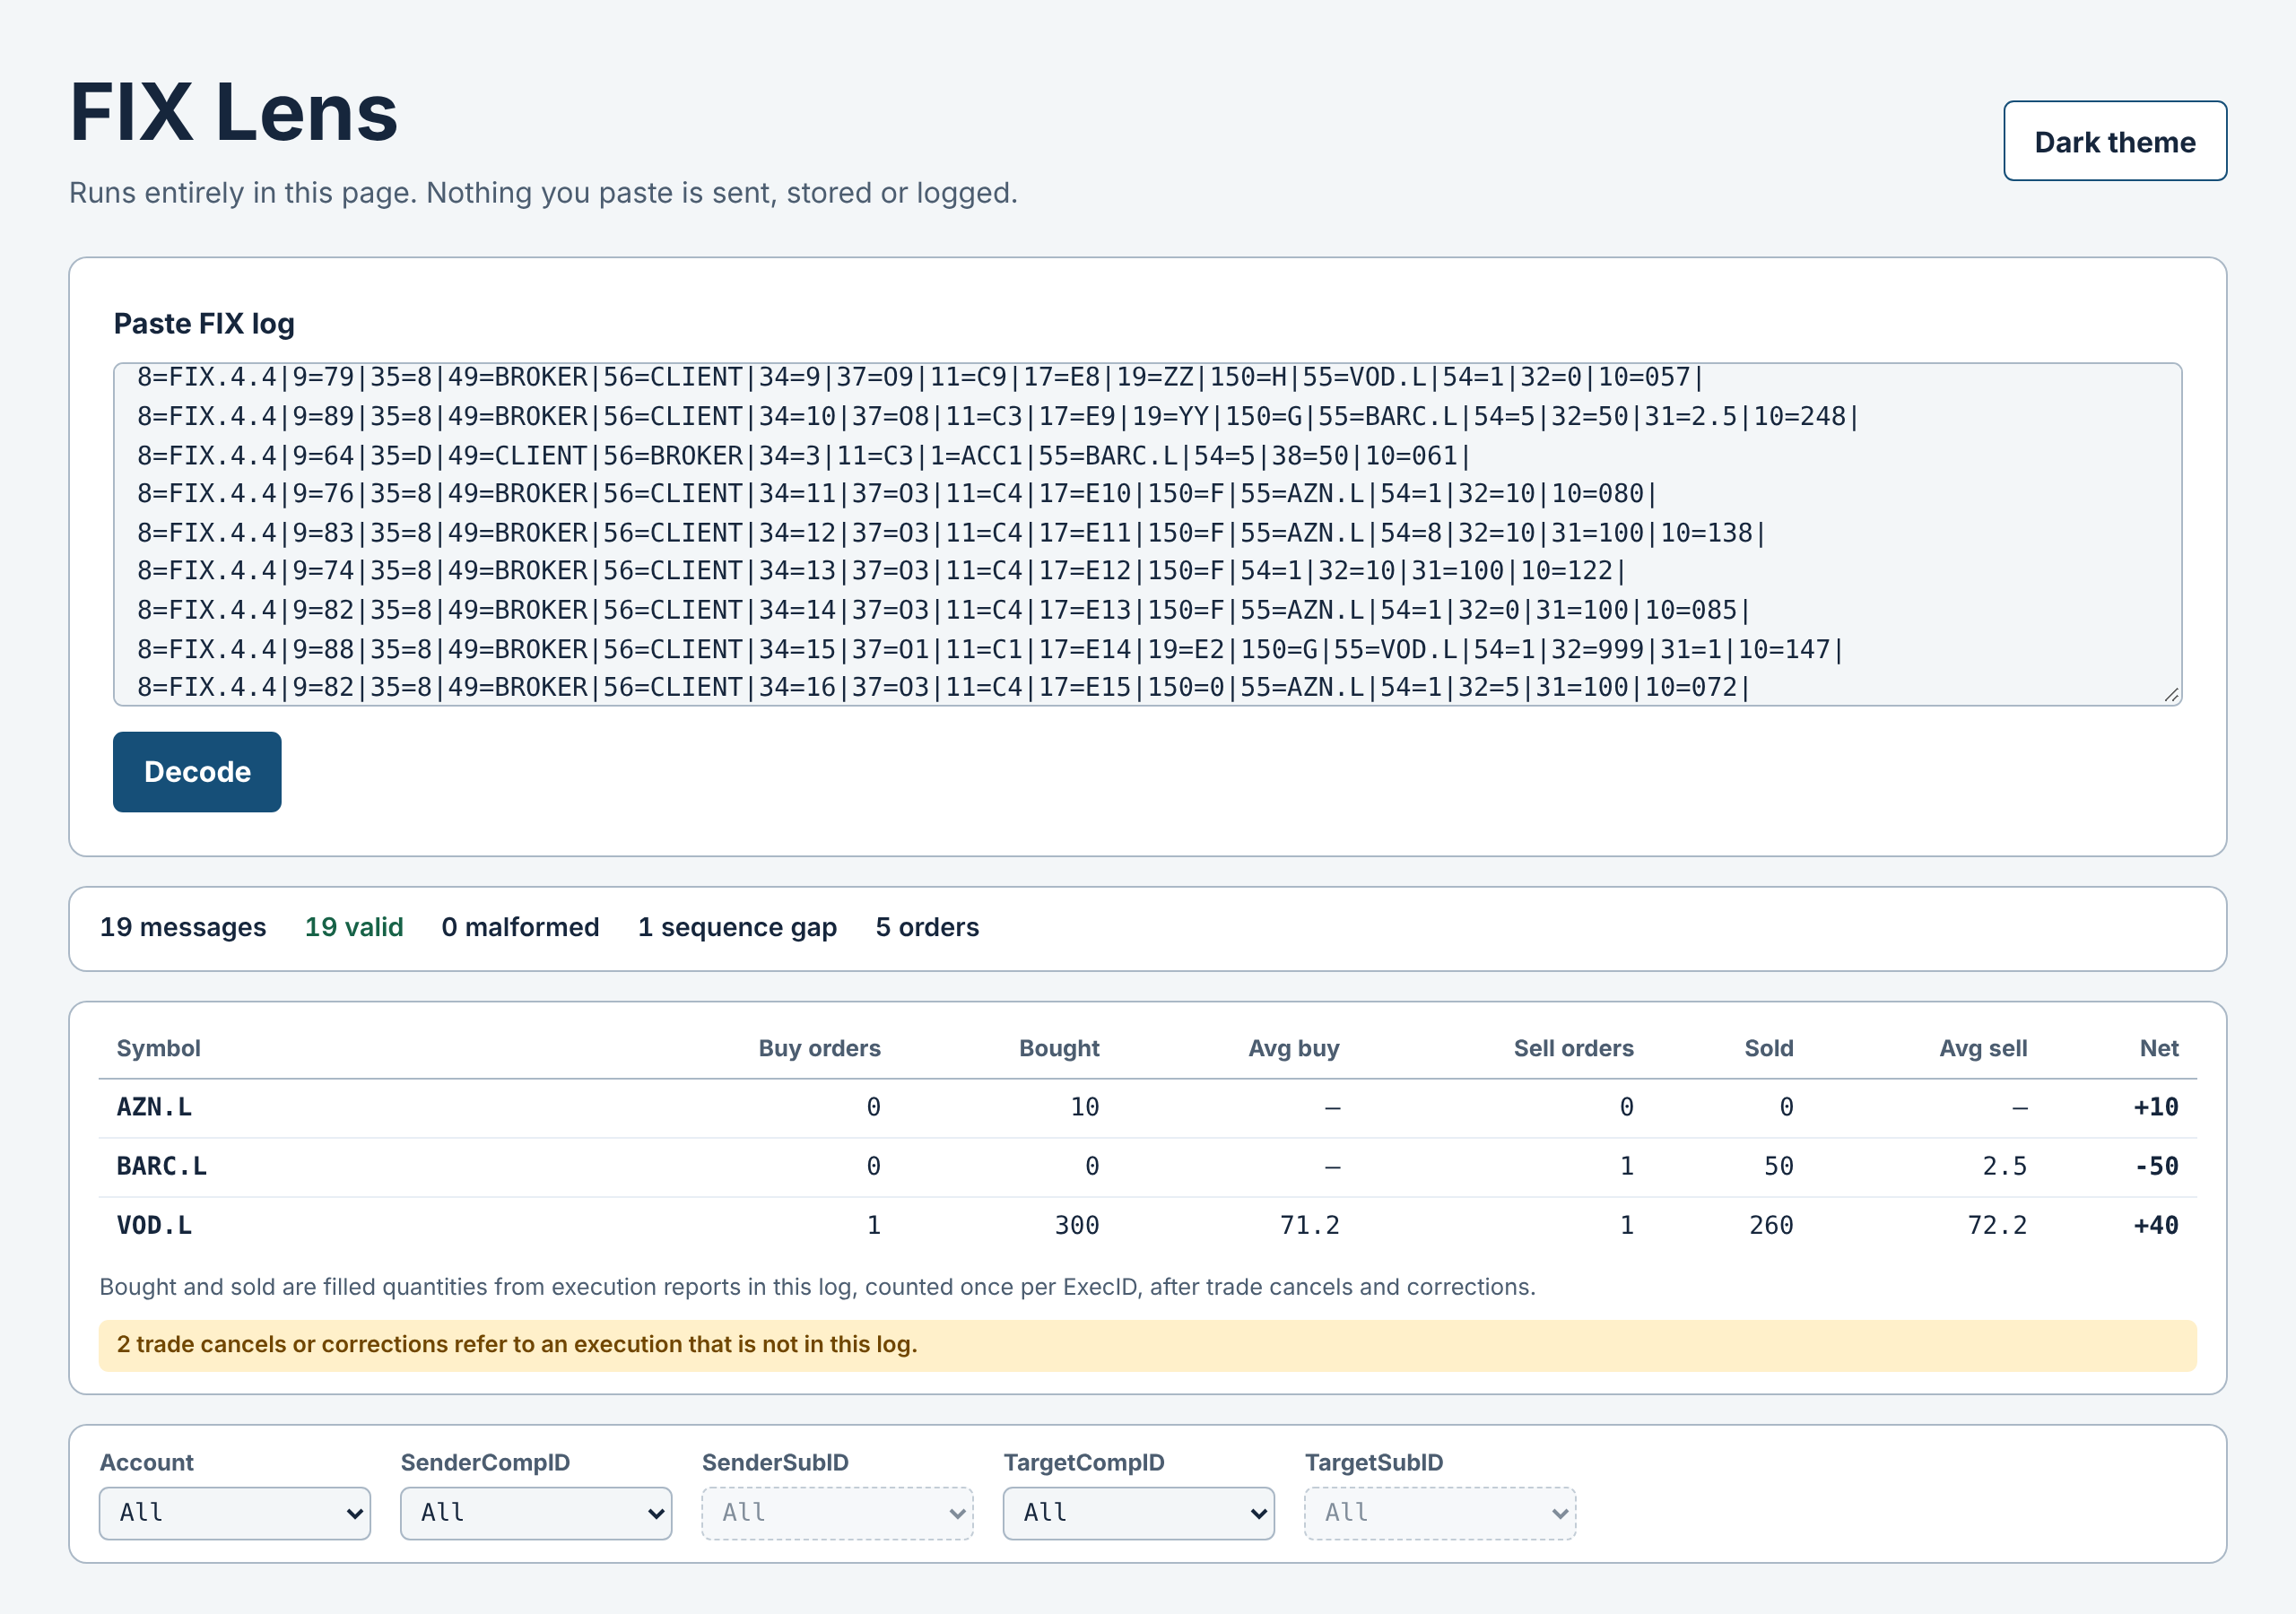 FIX Lens
Dark theme
Runs entirely in this page. Nothing you paste is sent, stored or logged.
Paste FIX log
8=FIX.4.4|9=79|35=8|49=BROKER|56=CLIENT|34=9|37=O9|11=C9|17=E8|19=ZZ|150=H|55=VOD.L|54=1|32=0|10=057|
8=FIX.4.4|9=89|35=8|49=BROKER|56=CLIENT|34=10|37=O8|11=C3|17=E9|19=YY|150=G|55=BARC.L|54=5|32=50|31=2.5|10=248|
8=FIX.4.4|9=64|35=D|49=CLIENT|56=BROKER|34=3|11=C3|1=ACC1|55=BARC.L|54=5|38=50|10=061|
8=FIX.4.4|9=76|35=8|49=BROKER|56=CLIENT|34=11|37=O3|11=C4|17=E10|150=F|55=AZN.L|54=1|32=10|10=080|
8=FIX.4.4|9=83|35=8|49=BROKER|56=CLIENT|34=12|37=O3|11=C4|17=E11|150=F|55=AZN.L|54=8|32=10|31=100|10=138|
8=FIX.4.4|9=74|35=8|49=BROKER|56=CLIENT|34=13|37=O3|11=C4|17=E12|150=F|54=1|32=10|31=100|10=122|
8=FIX.4.4|9=82|35=8|49=BROKER|56=CLIENT|34=14|37=O3|11=C4|17=E13|150=F|55=AZN.L|54=1|32=0|31=100|10=085|
8=FIX.4.4|9=88|35=8|49=BROKER|56=CLIENT|34=15|37=O1|11=C1|17=E14|19=E2|150=G|55=VOD.L|54=1|32=999|31=1|10=147|
8=FIX.4.4|9=82|35=8|49=BROKER|56=CLIENT|34=16|37=O3|11=C4|17=E15|150=0|55=AZN.L|54=1|32=5|31=100|10=072|
Decode
19 messages 19 valid 0 malformed 1 sequence gap 5 orders
Symbol Buy orders Bought Avg buy Sell orders Sold Avg sell Net
AZN.L 0 10 – 0 0 – +10
BARC.L 0 0 – 1 50 2.5 -50
VOD.L 1 300 71.2 1 260 72.2 +40
Bought and sold are filled quantities from execution reports in this log, counted once per ExecID, after trade cancels and corrections.
2 trade cancels or corrections refer to an execution that is not in this log.
Account SenderCompID SenderSubID TargetCompID TargetSubID
All All All All All